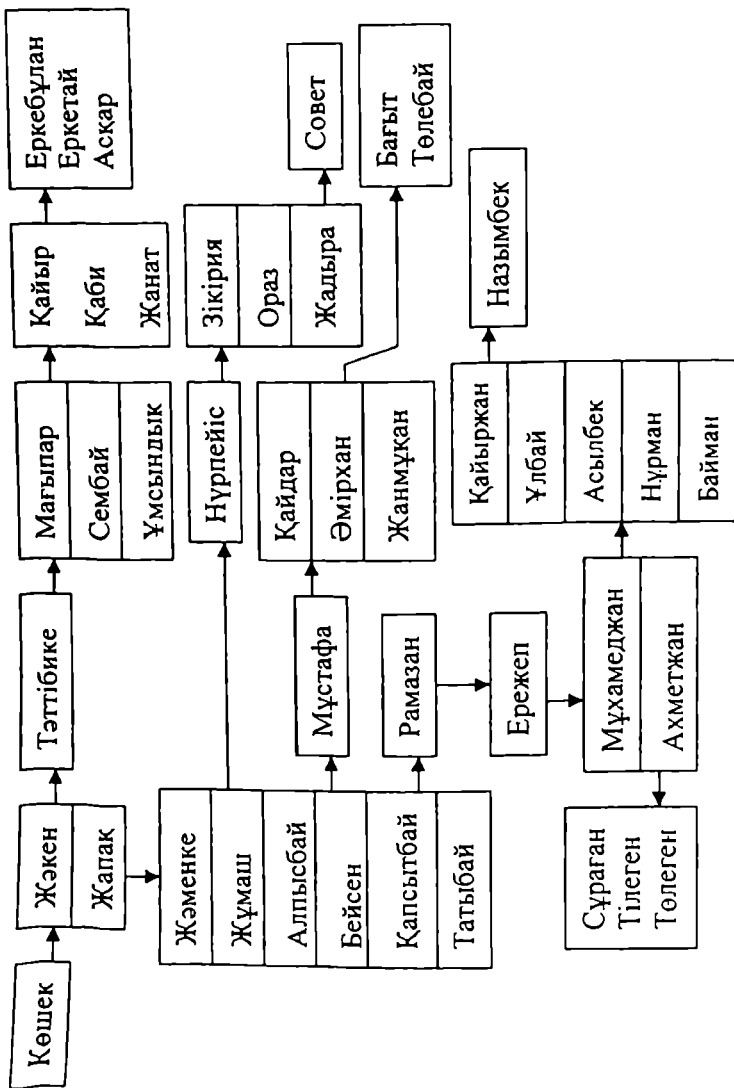 Көшек
Жәкен
Жапақ
Тәттібике
Мағыпар
Сембай
Ұмсындык
Қайыр
Қаби
Жанат
Еркебұлан
Еркетай
Асқар
Жәменке
Жұмаш
Алпысбай
Бейсен
Қапсытбай
Татыбай
Нүрпейіс
Зікірия
Ораз
Жадыра
Совет
Мұстафа
Қайдар
Әмірхан
Жанмұқан
Бағыт
Төлебай
Рамазан
Ережеп
Мұхамеджан
Ахметжан
Қайыржан
Ұлбай
Асылбек
Нұрман
Байман
Назымбек
Сұраған
Тілеген
Төлеген